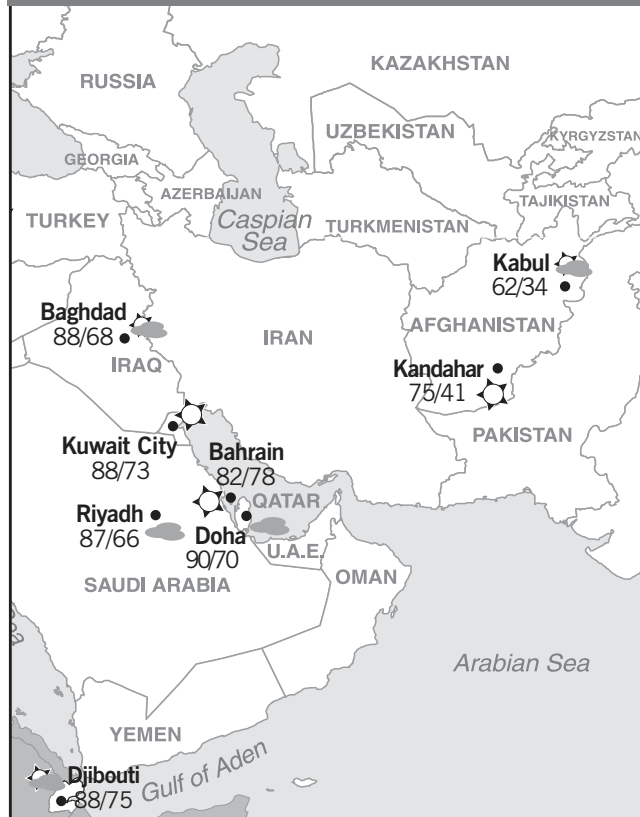 KAZAKHSTAN
RUSSIA
UZBEKISTAN
KYRGYZSTAN
GEORGIA
AZERBAIJAN
TAJIKISTAN
TURKEY
Caspian
Sea
TURKMENISTAN
Kabul
62/34
Baghdad
88/68
IRAN
AFGHANISTAN
IRAQ
Kandahar
75/41
PAKISTAN
Kuwait City
88/73
Bahrain
82/78
QATAR
Riyadh
87/66
Doha
90/70
U.A.E.
OMAN
SAUDI ARABIA
Arabian Sea
YEMEN
Gulf of Aden
Djibouti
88/75